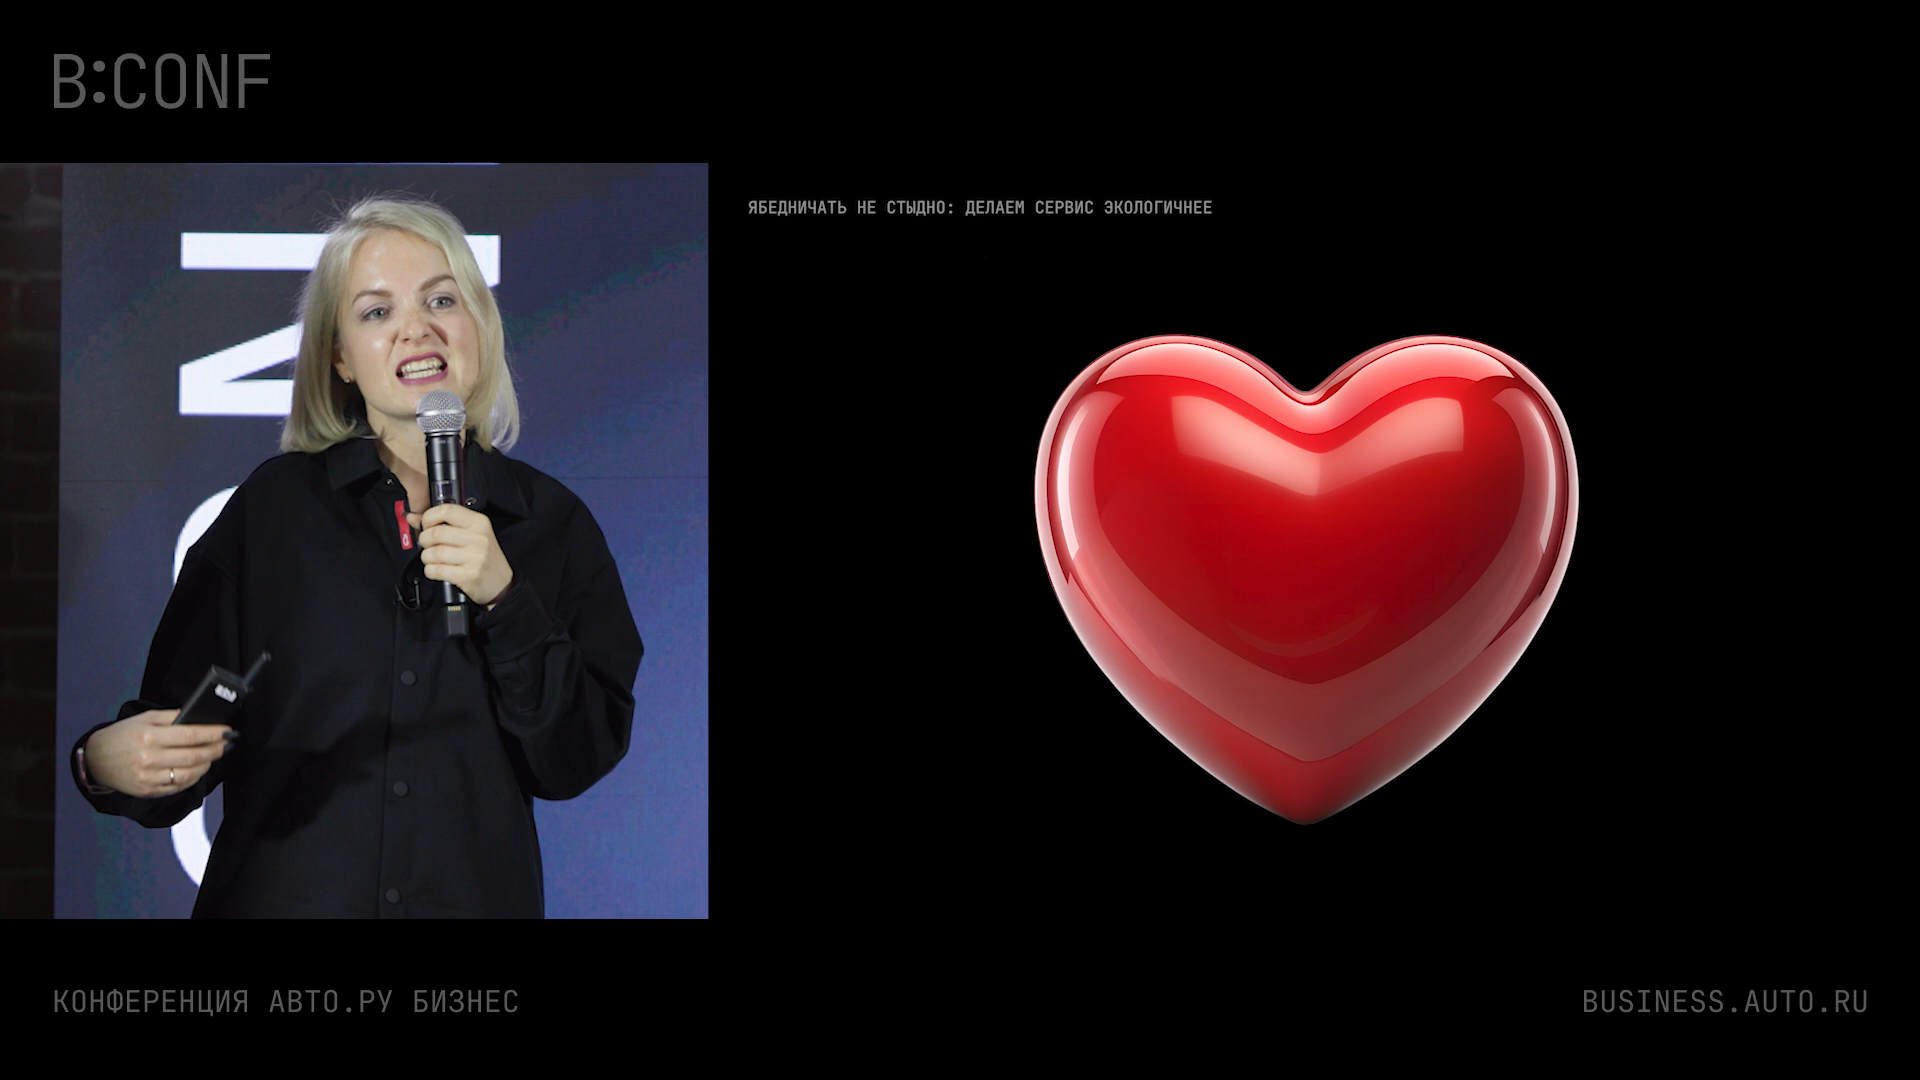 B:CONF
ЯБЕДНИЧАТЬ НЕ СТЫДНО: ДЕЛАЕМ СЕРВИС ЭКОЛОГИЧНЕЕ
КОНФЕРЕНЦИЯ АВТО.РУ БИЗНЕС
BUSINESS.AUTO.RU